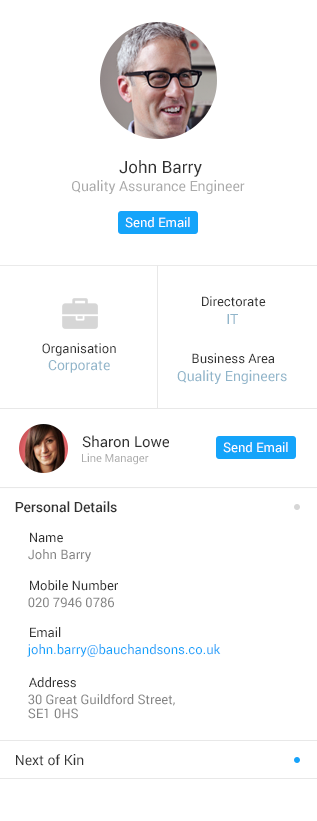 John Barry
Quality Assurance Engineer
Send Email
Organisation
Corporate
Directorate
IT
Business Area
Quality Engineers
Sharon Lowe
Line Manager
Send Email
Personal Details
Name
John Barry
Mobile Number
020 7946 0786
Email
john.barry@bauchandsons.co.uk
Address
30 Great Guildford Street,
SE1 0HS
Next of Kin